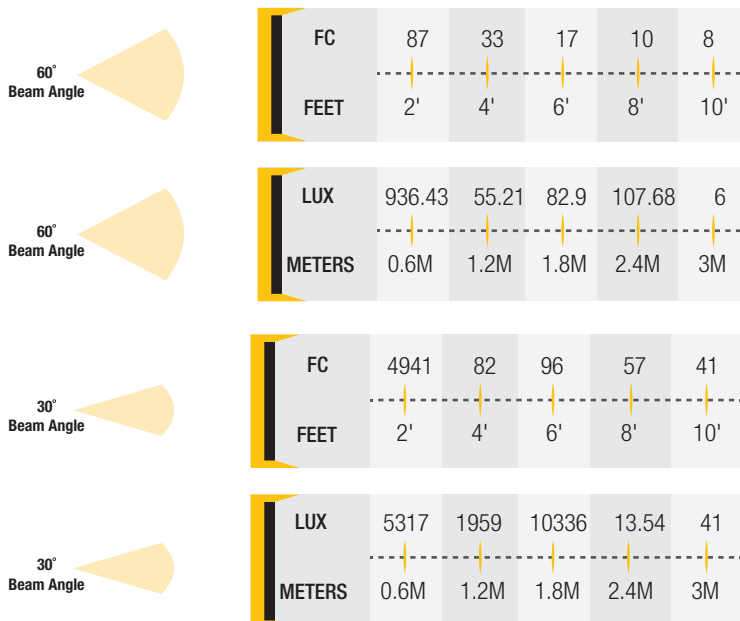 FC 87 33 17 10 8
60°
Beam Angle
FEET 2' 4' 6' 8' 10'
LUX 936.43 55.21 82.9 107.68 6
60°
Beam Angle
METERS 0.6M 1.2M 1.8M 2.4M 3M
FC 4941 82 96 57 41
30°
Beam Angle
FEET 2' 4' 6' 8' 10'
LUX 5317 1959 10336 13.54 41
30°
Beam Angle
METERS 0.6M 1.2M 1.8M 2.4M 3M